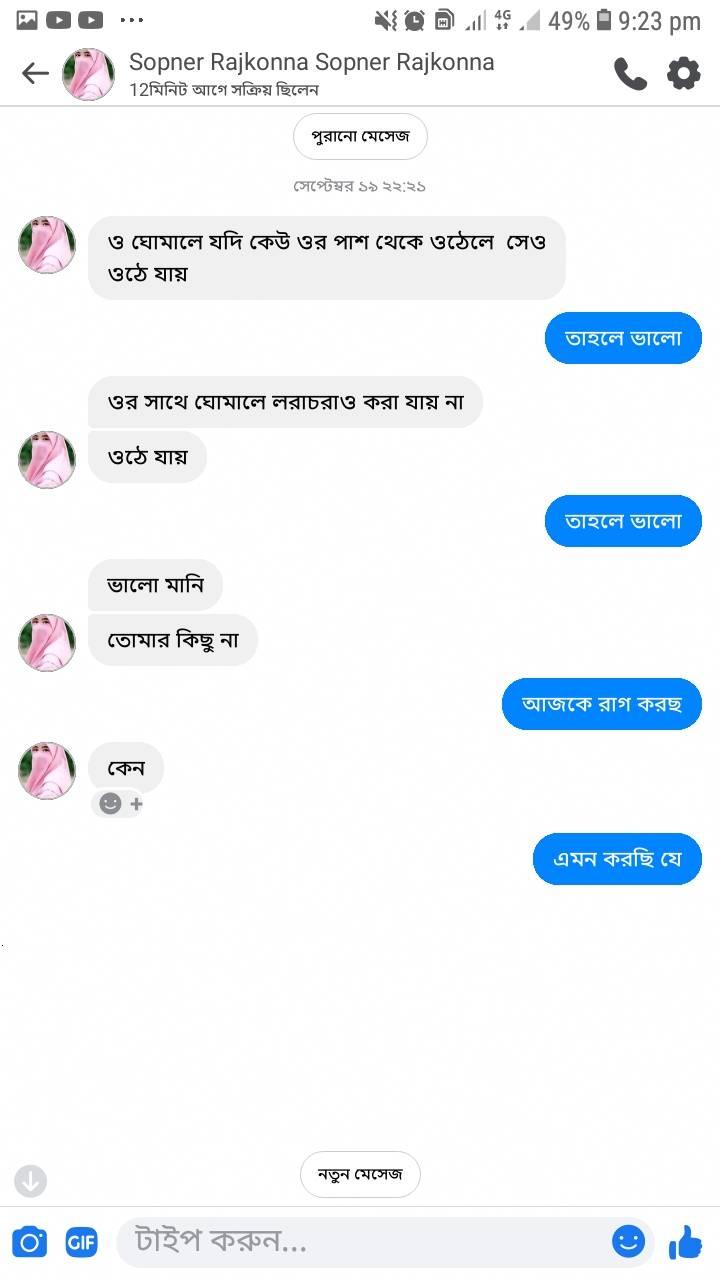 4G 49% 9:23 pm
Sopner Rajkonna Sopner Rajkonna
12মিনিট আগে সক্রিয় ছিলেন
পুরানো মেসেজ
সেপ্টেম্বর ১৯ ২২:২১
ও ঘোমালে যদি কেউ ওর পাশ থেকে ওঠেলে সেও
ওঠে যায়
তাহলে ভালো
ওর সাথে ঘোমালে লরাচরাও করা যায় না
ওঠে যায়
তাহলে ভালো
ভালো মানি
তোমার কিছু না
আজকে রাগ করছ
কেন
এমন করছি যে
নতুন মেসেজ
GIF
টাইপ করুন...